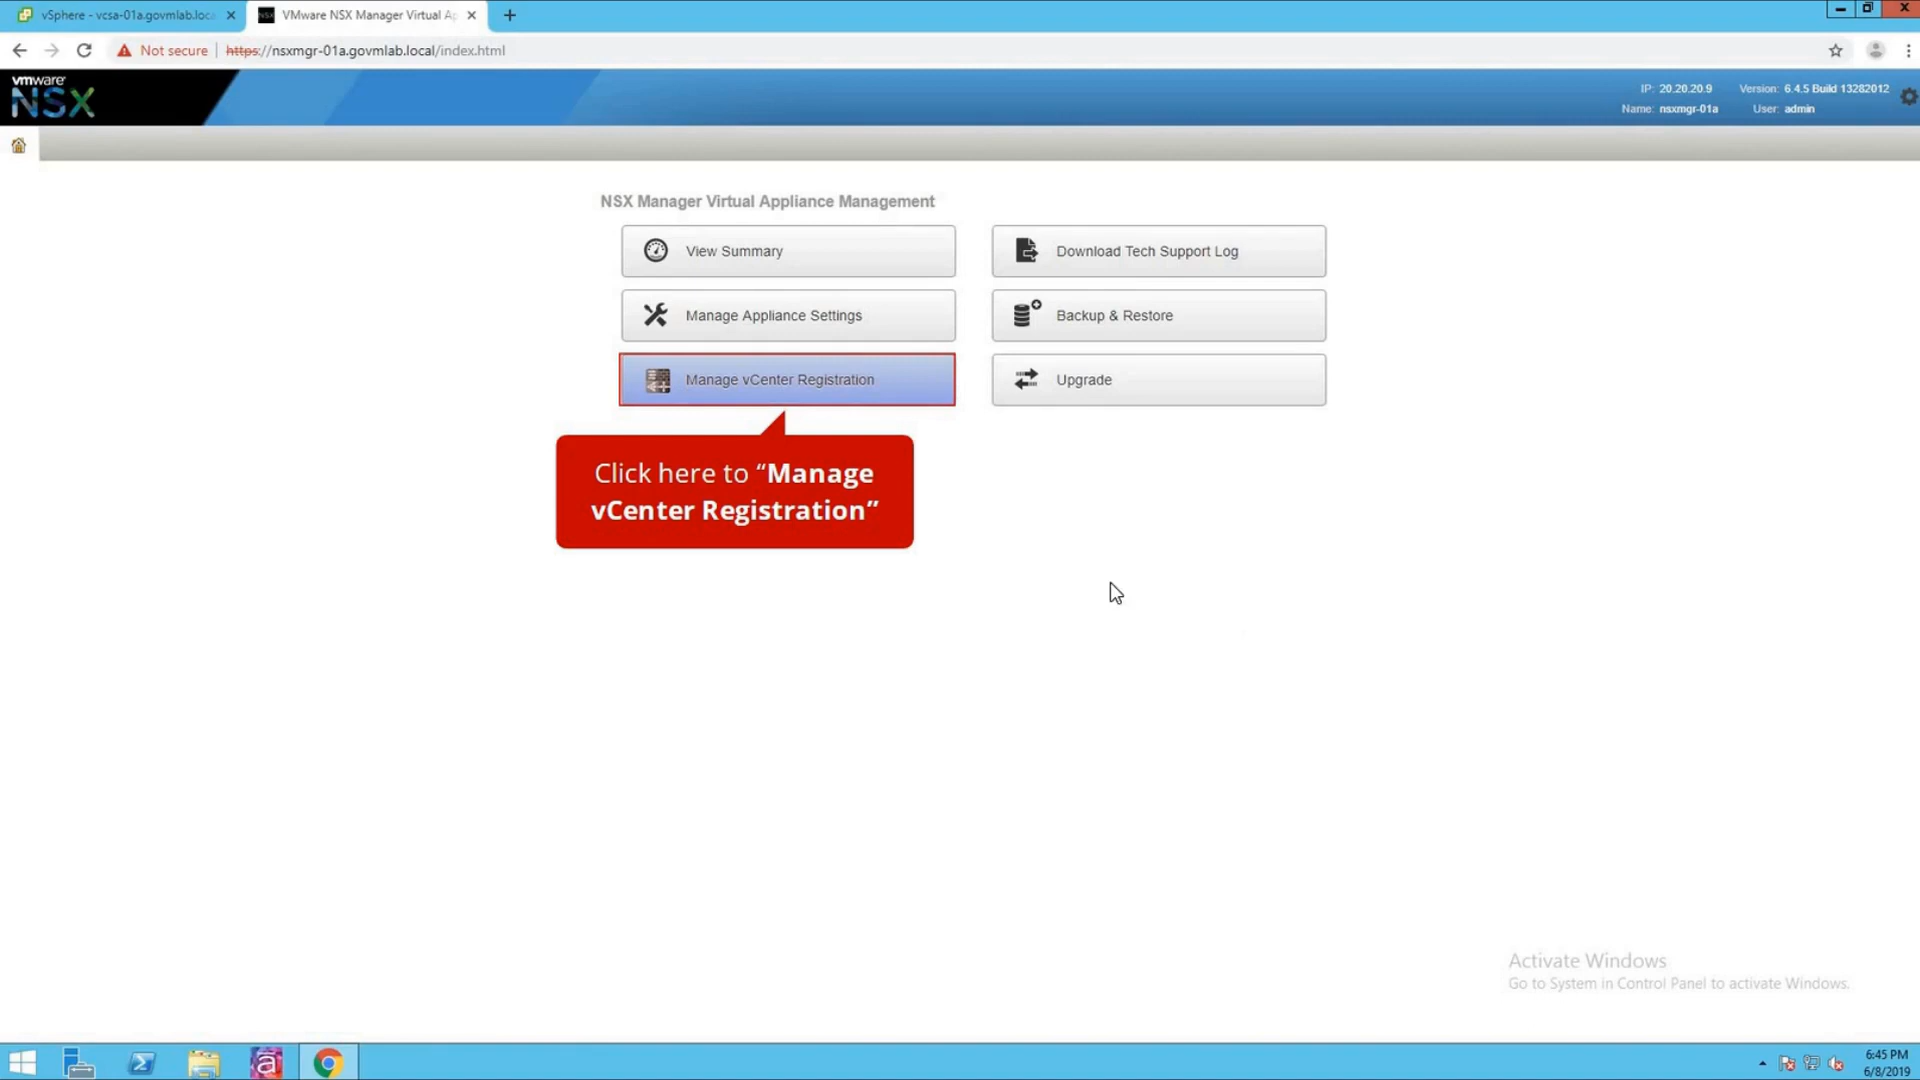 vSphere - vcsa-01a.govmlab.loca
VMware NSX Manager Virtual Ap
Not secure
https://nsxmgr-01a.govmlab.local/index.html
vmware
NSX
IP: 20.20.20.9 Version: 6.4.5 Build 13282012
Name: nsxmgr-01a User: admin
NSX Manager Virtual Appliance Management
View Summary
Download Tech Support Log
Manage Appliance Settings
Backup & Restore
Manage vCenter Registration
Upgrade
Click here to “Manage
vCenter Registration”
Activate Windows
Go to System in Control Panel to activate Windows.
6:45 PM
6/8/2019